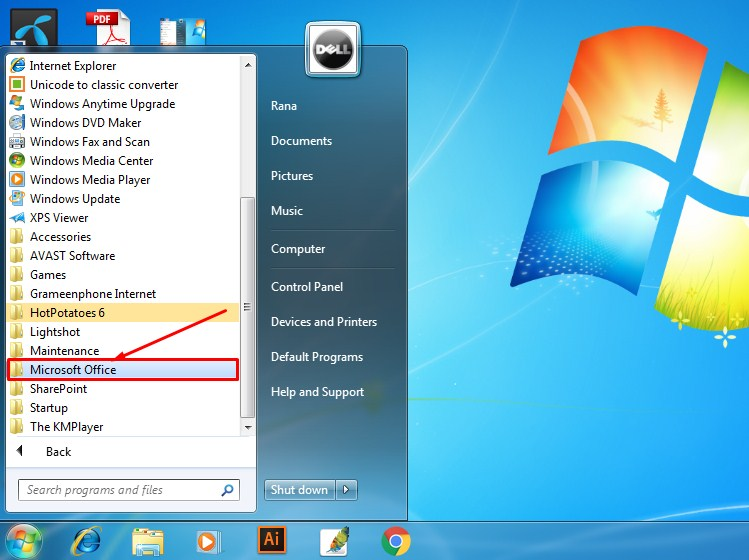 PDF
DELL
Internet Explorer
Unicode to classic converter
Windows Anytime Upgrade
Windows DVD Maker
Windows Fax and Scan
Windows Media Center
Windows Media Player
Windows Update
XPS Viewer
Accessories
AVAST Software
Games
Grameenphone Internet
HotPotatoes 6
Lightshot
Maintenance
Microsoft Office
SharePoint
Startup
The KMPlayer
Back
Search programs and files
Rana
Documents
Pictures
Music
Computer
Control Panel
Devices and Printers
Default Programs
Help and Support
Shut down
Ai